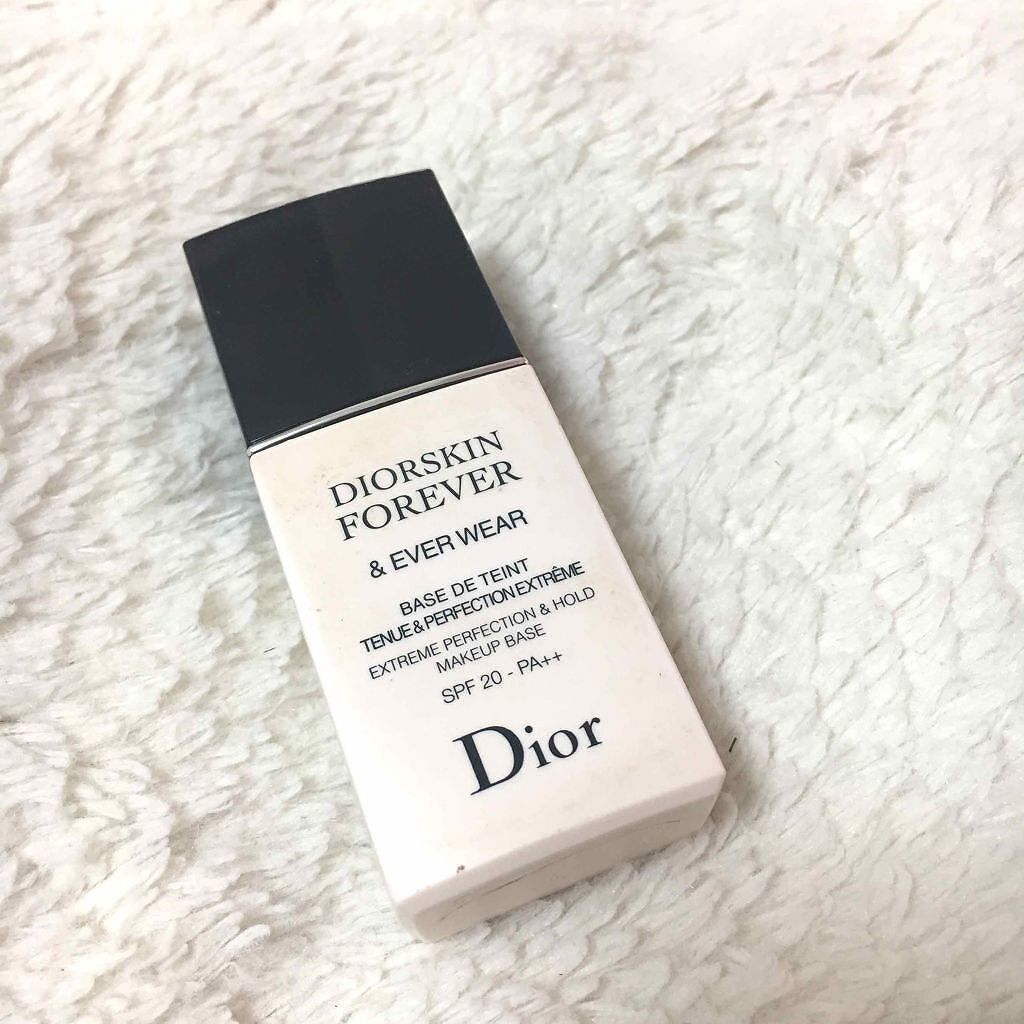 DIORSKIN
FOREVER
& EVER WEAR
BASE DE TEINT
TENUE & PERFECTION EXTRÊME
EXTREME PERFECTION & HOLD
MAKEUP BASE
SPF 20 - PA++
Dior